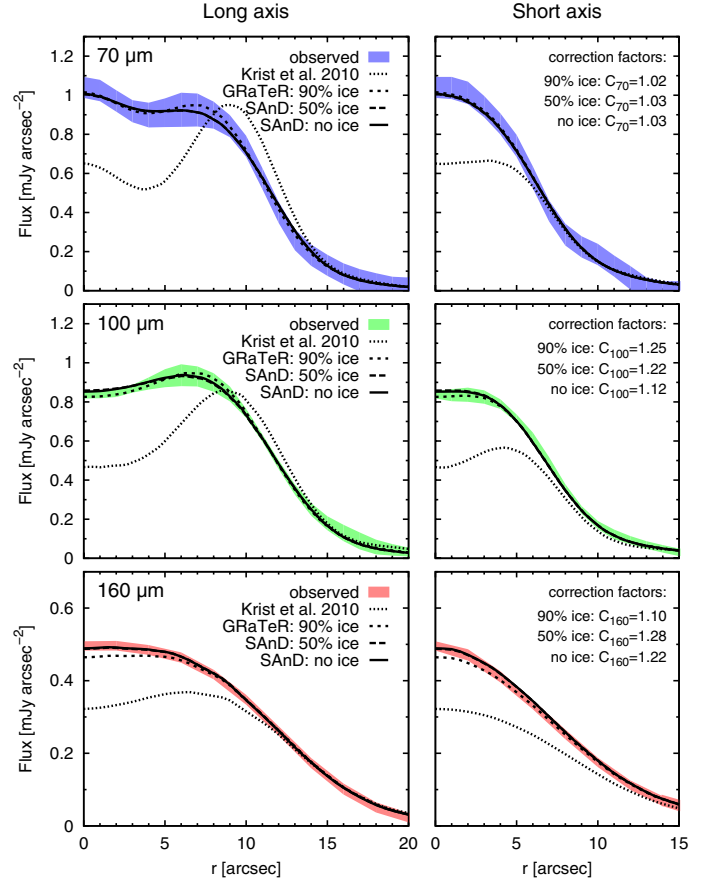 Long axis
Short axis
70 µm
observed
Krist et al. 2010
GRaTeR: 90% ice
SAnD: 50% ice
SAnD: no ice
Flux [mJy arcsec−2]
0
0.2
0.4
0.6
0.8
1
1.2
correction factors:
90% ice: C70=1.02
50% ice: C70=1.03
no ice: C70=1.03
100 µm
observed
Krist et al. 2010
GRaTeR: 90% ice
SAnD: 50% ice
SAnD: no ice
Flux [mJy arcsec−2]
0
0.2
0.4
0.6
0.8
1
1.2
correction factors:
90% ice: C100=1.25
50% ice: C100=1.22
no ice: C100=1.12
160 µm
observed
Krist et al. 2010
GRaTeR: 90% ice
SAnD: 50% ice
SAnD: no ice
Flux [mJy arcsec−2]
0
0.2
0.4
0.6
correction factors:
90% ice: C160=1.10
50% ice: C160=1.28
no ice: C160=1.22
0 5 10 15 20
r [arcsec]
0 5 10 15
r [arcsec]